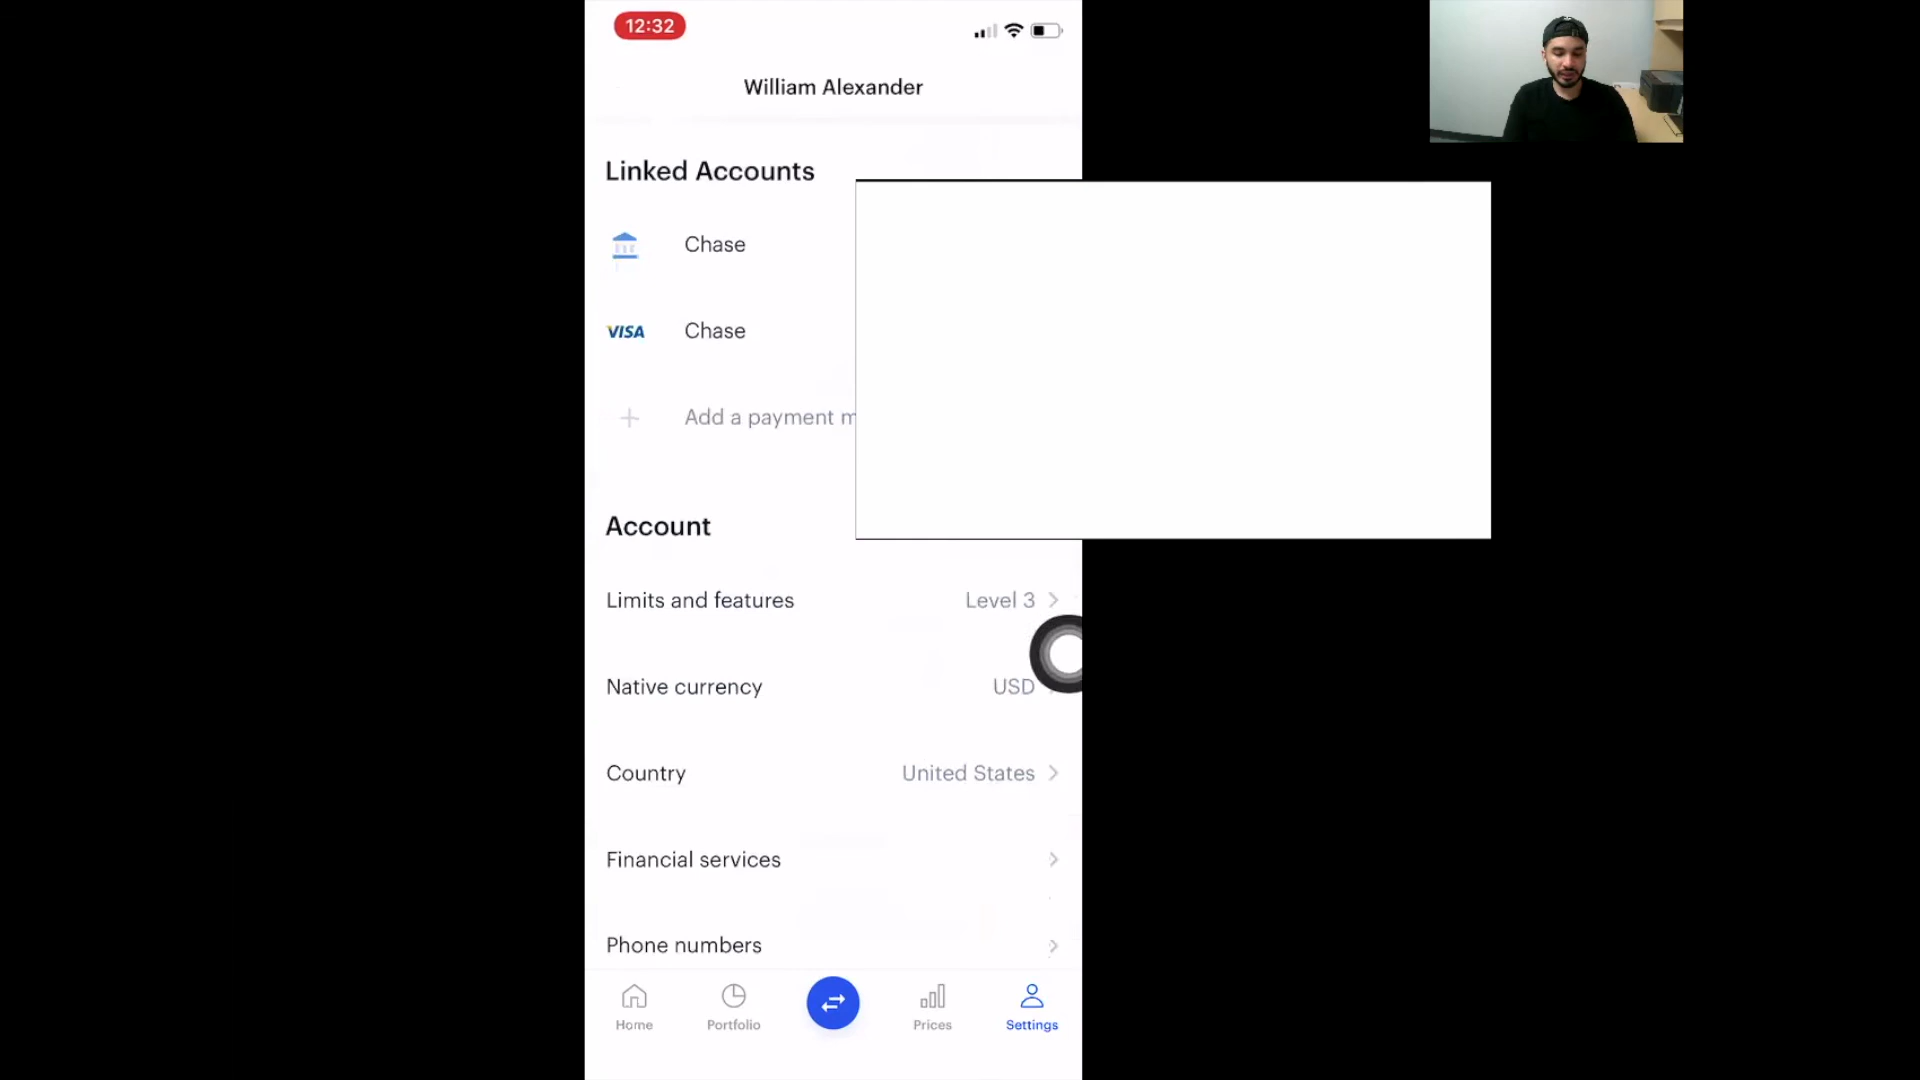 12:32
William Alexander
Linked Accounts
Chase
VISA
Chase
Add a payment m
Account
Limits and features
Level 3
Native currency
USD
Country
United States
Financial services
Phone numbers
Home
Portfolio
Prices
Settings